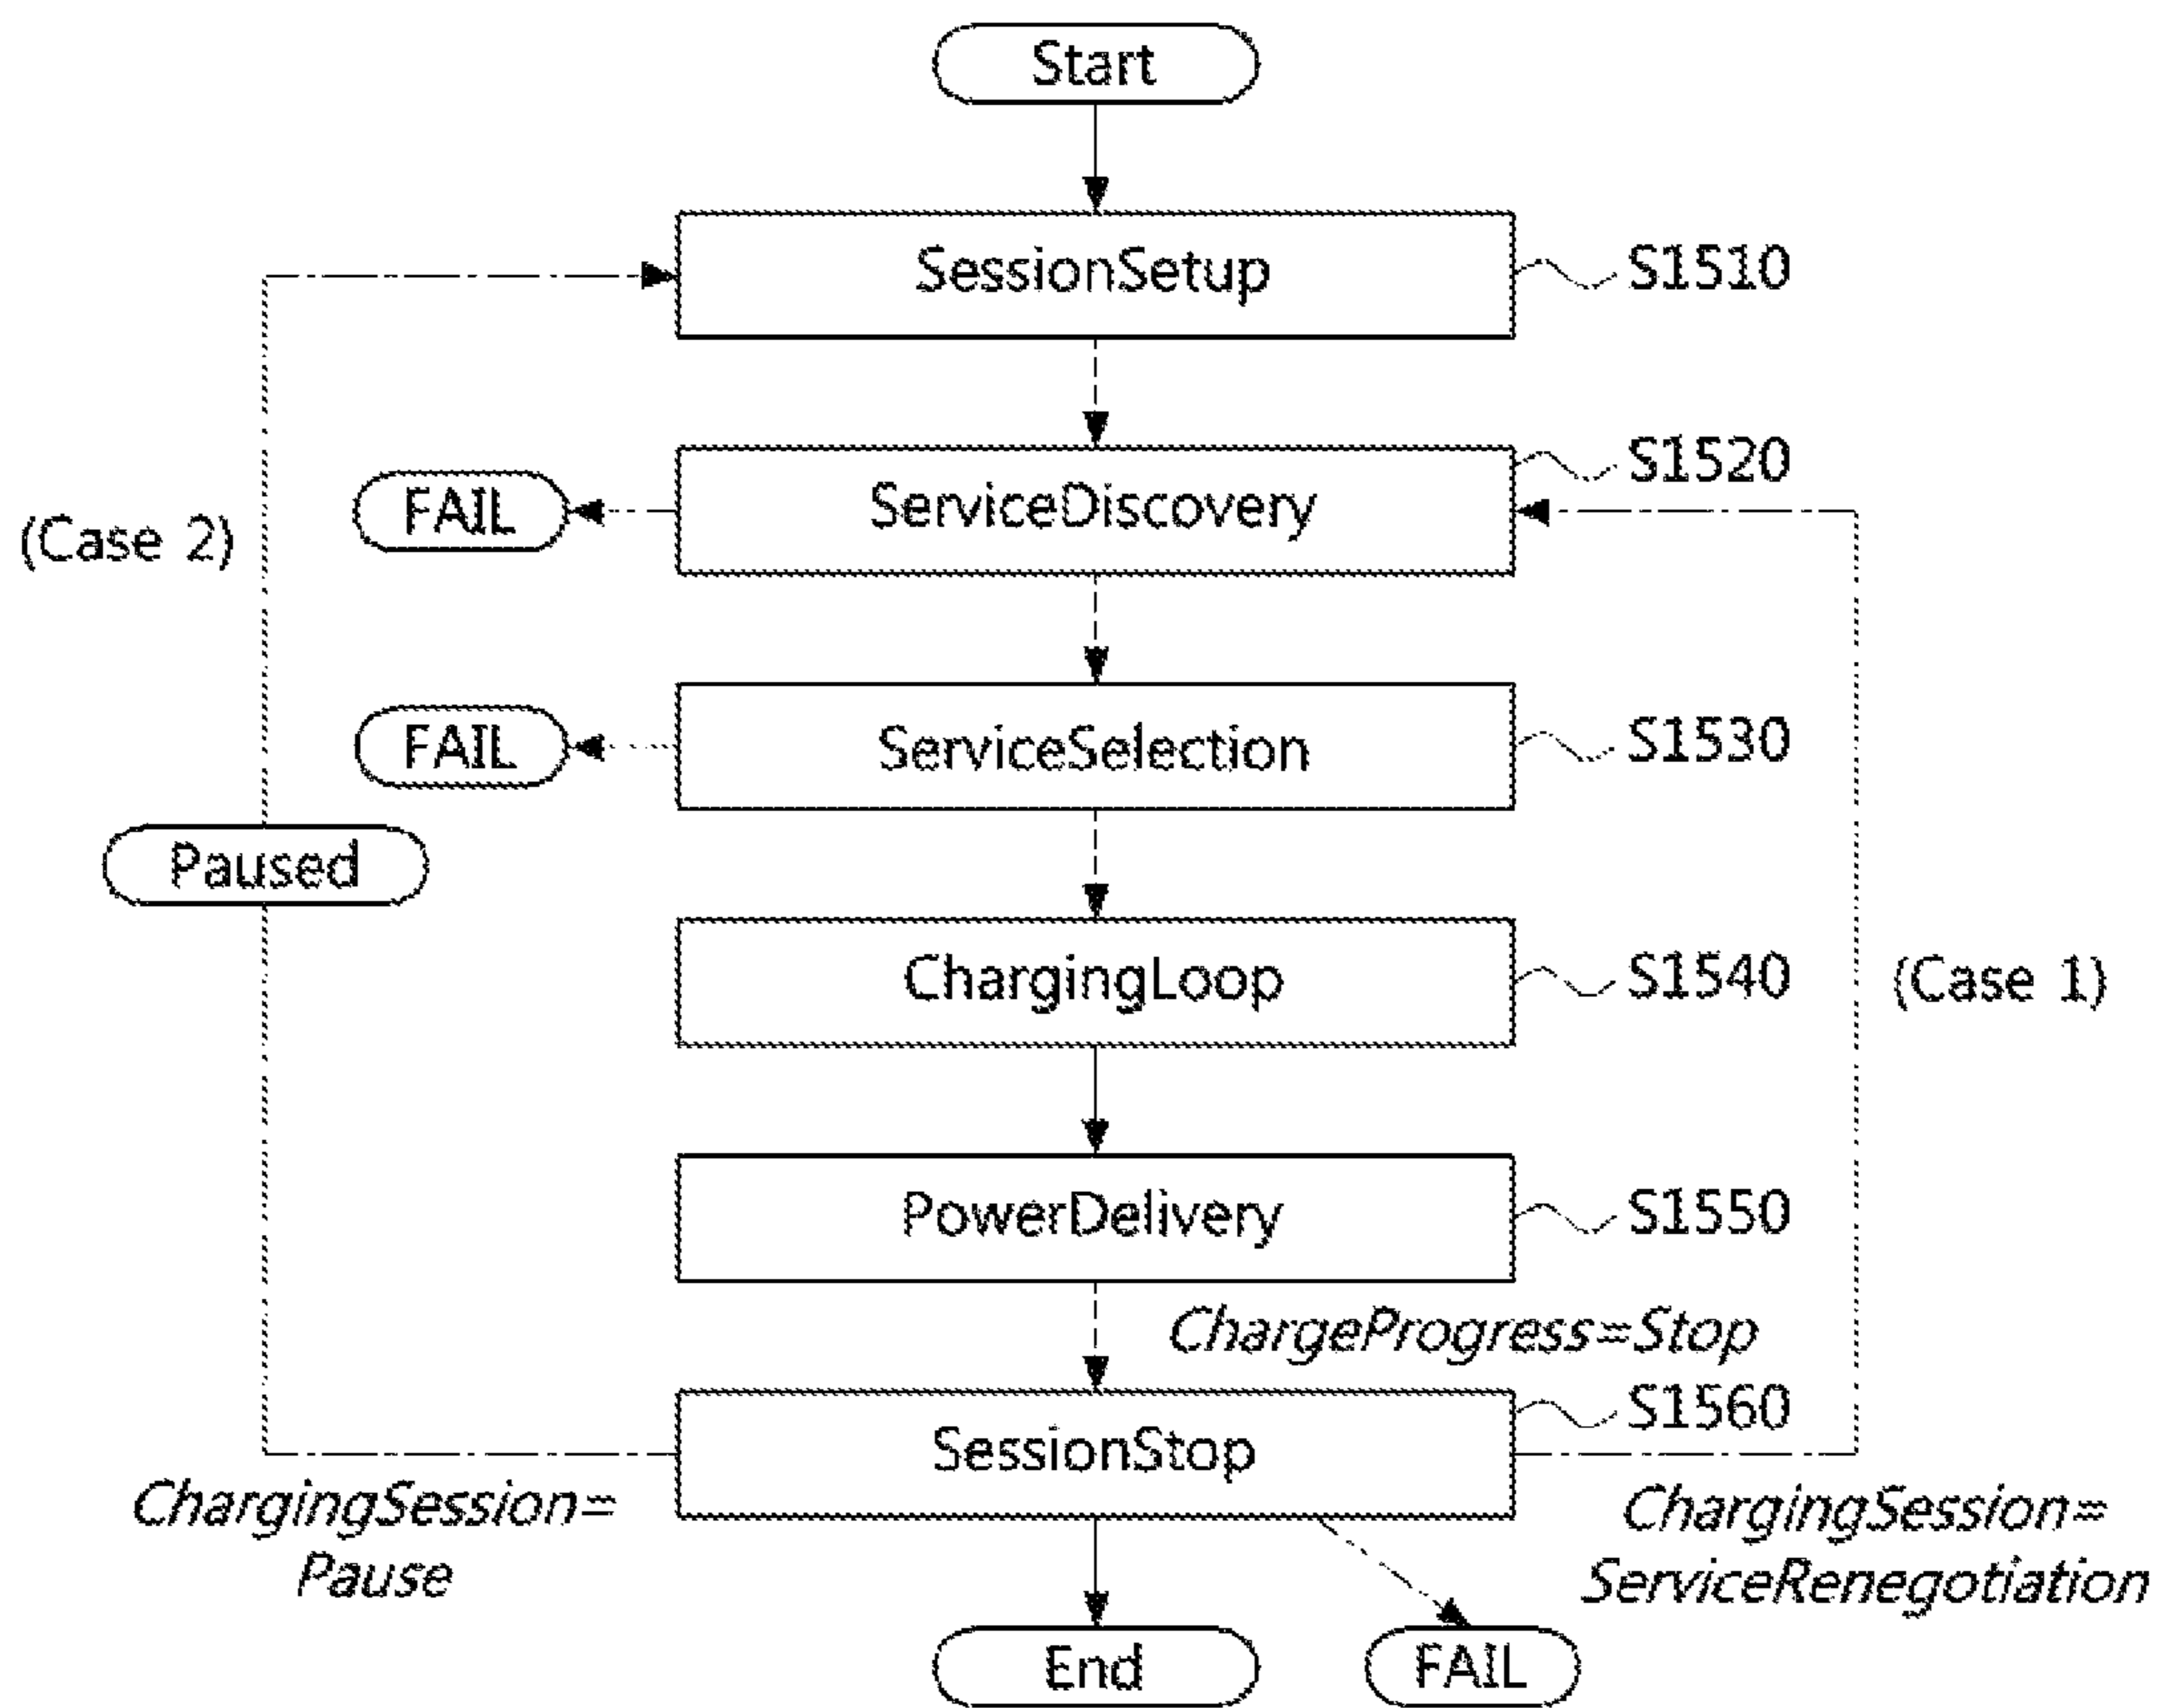 Start
SessionSetup
S1510
S1520
ServiceDiscovery
FAIL
(Case 2)
ServiceSelection
S1530
FAIL
Paused
ChargingLoop
S1540
(Case 1)
PowerDelivery
S1550
ChargeProgress=Stop
S1560
SessionStop
ChargingSession=
Pause
ChargingSession=
ServiceRenegotiation
End
FAIL